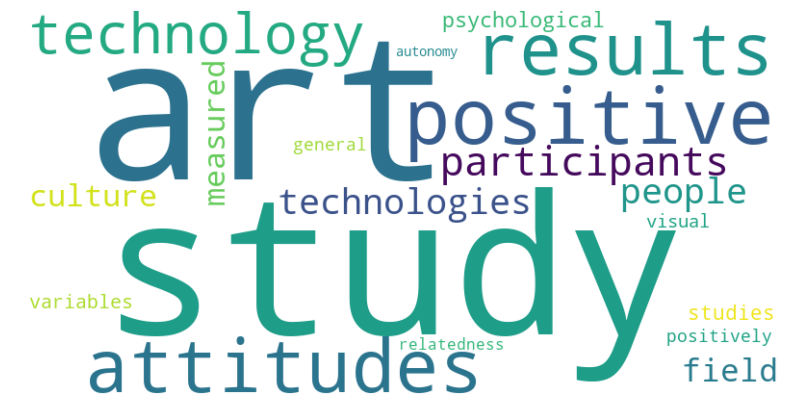 technology
psychological
autonomy
results
art
measured
positive
general
participants
culture
technologies
people
visual
study
variables
studies
positively
attitudes
relatedness
field